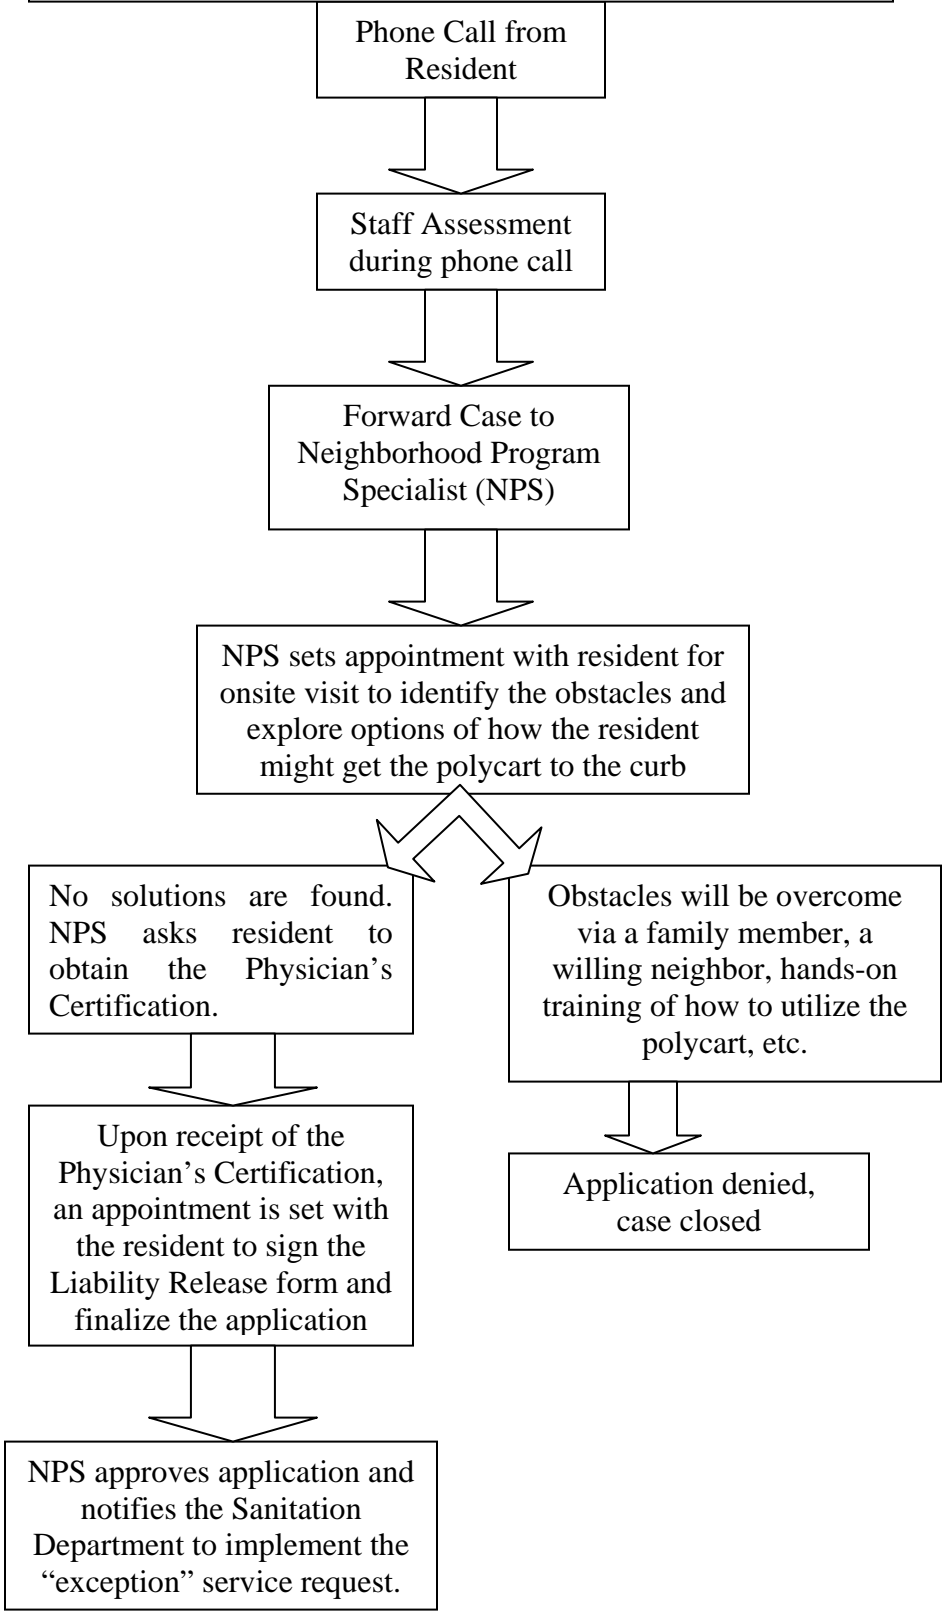 Phone Call from
Resident
Staff Assessment
during phone call
Forward Case to
Neighborhood Program
Specialist (NPS)
NPS sets appointment with resident for
onsite visit to identify the obstacles and
explore options of how the resident
might get the polycart to the curb
No solutions are found.
NPS asks resident to
obtain the Physician’s
Certification.
Obstacles will be overcome
via a family member, a
willing neighbor, hands-on
training of how to utilize the
polycart, etc.
Upon receipt of the
Physician’s Certification,
an appointment is set with
the resident to sign the
Liability Release form and
finalize the application
Application denied,
case closed
NPS approves application and
notifies the Sanitation
Department to implement the
“exception” service request.